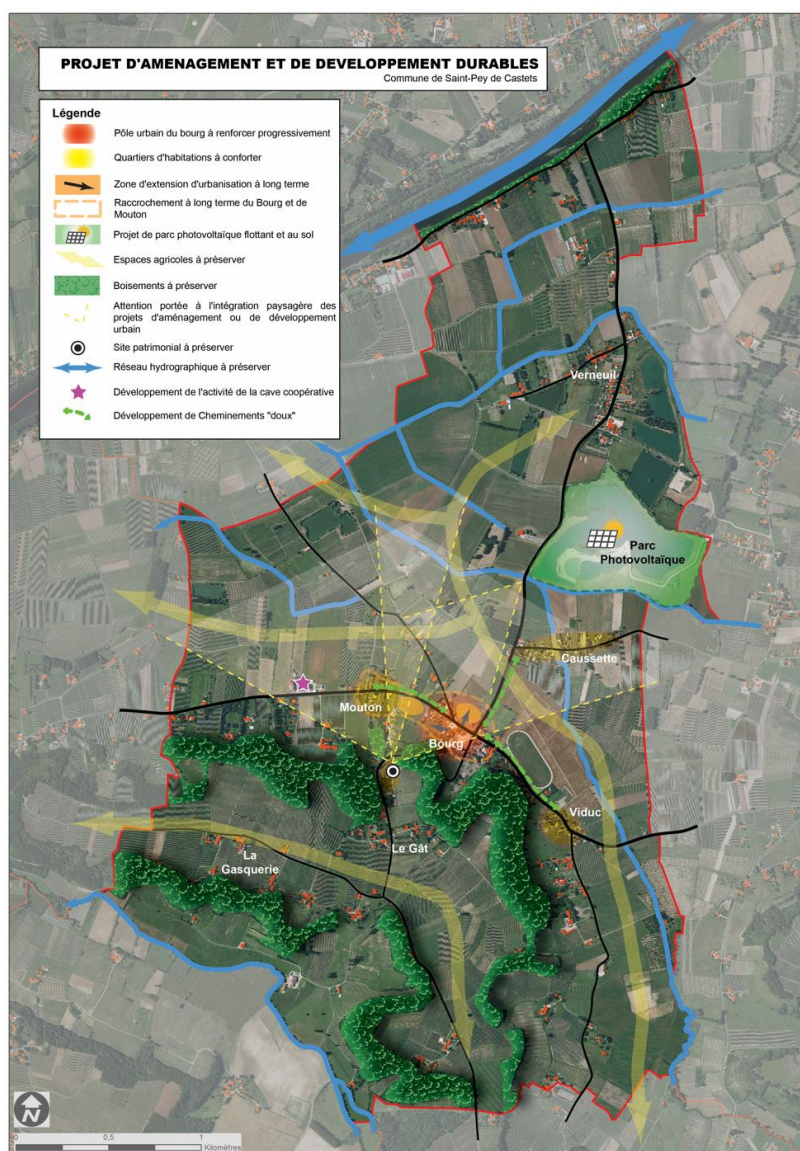 PROJET D'AMENAGEMENT ET DE DEVELOPPEMENT DURABLES
Commune de Saint-Pey de Castets
Légende
Pôle urbain du bourg à renforcer progressivement
Quartiers d'habitations à conforter
Zone d'extension d'urbanisation à long terme
Raccrochement à long terme du Bourg et de
Mouton
Projet de parc photovoltaïque flottant et au sol
Espaces agricoles à préserver
Boisements à préserver
Attention portée à l'intégration paysagère des
projets d'aménagement ou de développement
urbain
Site patrimonial à préserver
Réseau hydrographique à préserver
Développement de l'activité de la cave coopérative
Développement de Cheminements "doux"
Verneuil
Parc
Photovoltaïque
Caussette
Mouton
Bourg
Viduc
Le Gât
La
Gasquerie
N
0 0,5 1
Kilomètres